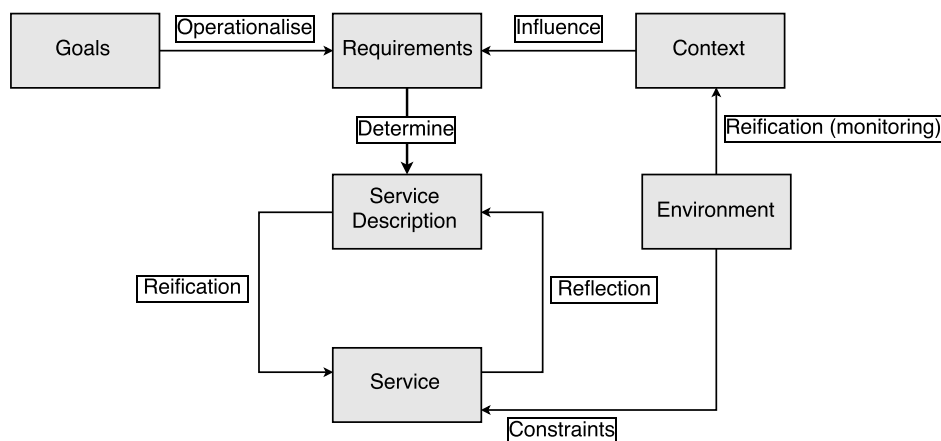 Operationalise
Influence
Goals
Requirements
Context
Determine
Reification (monitoring)
Service
Description
Environment
Reification
Reflection
Service
Constraints